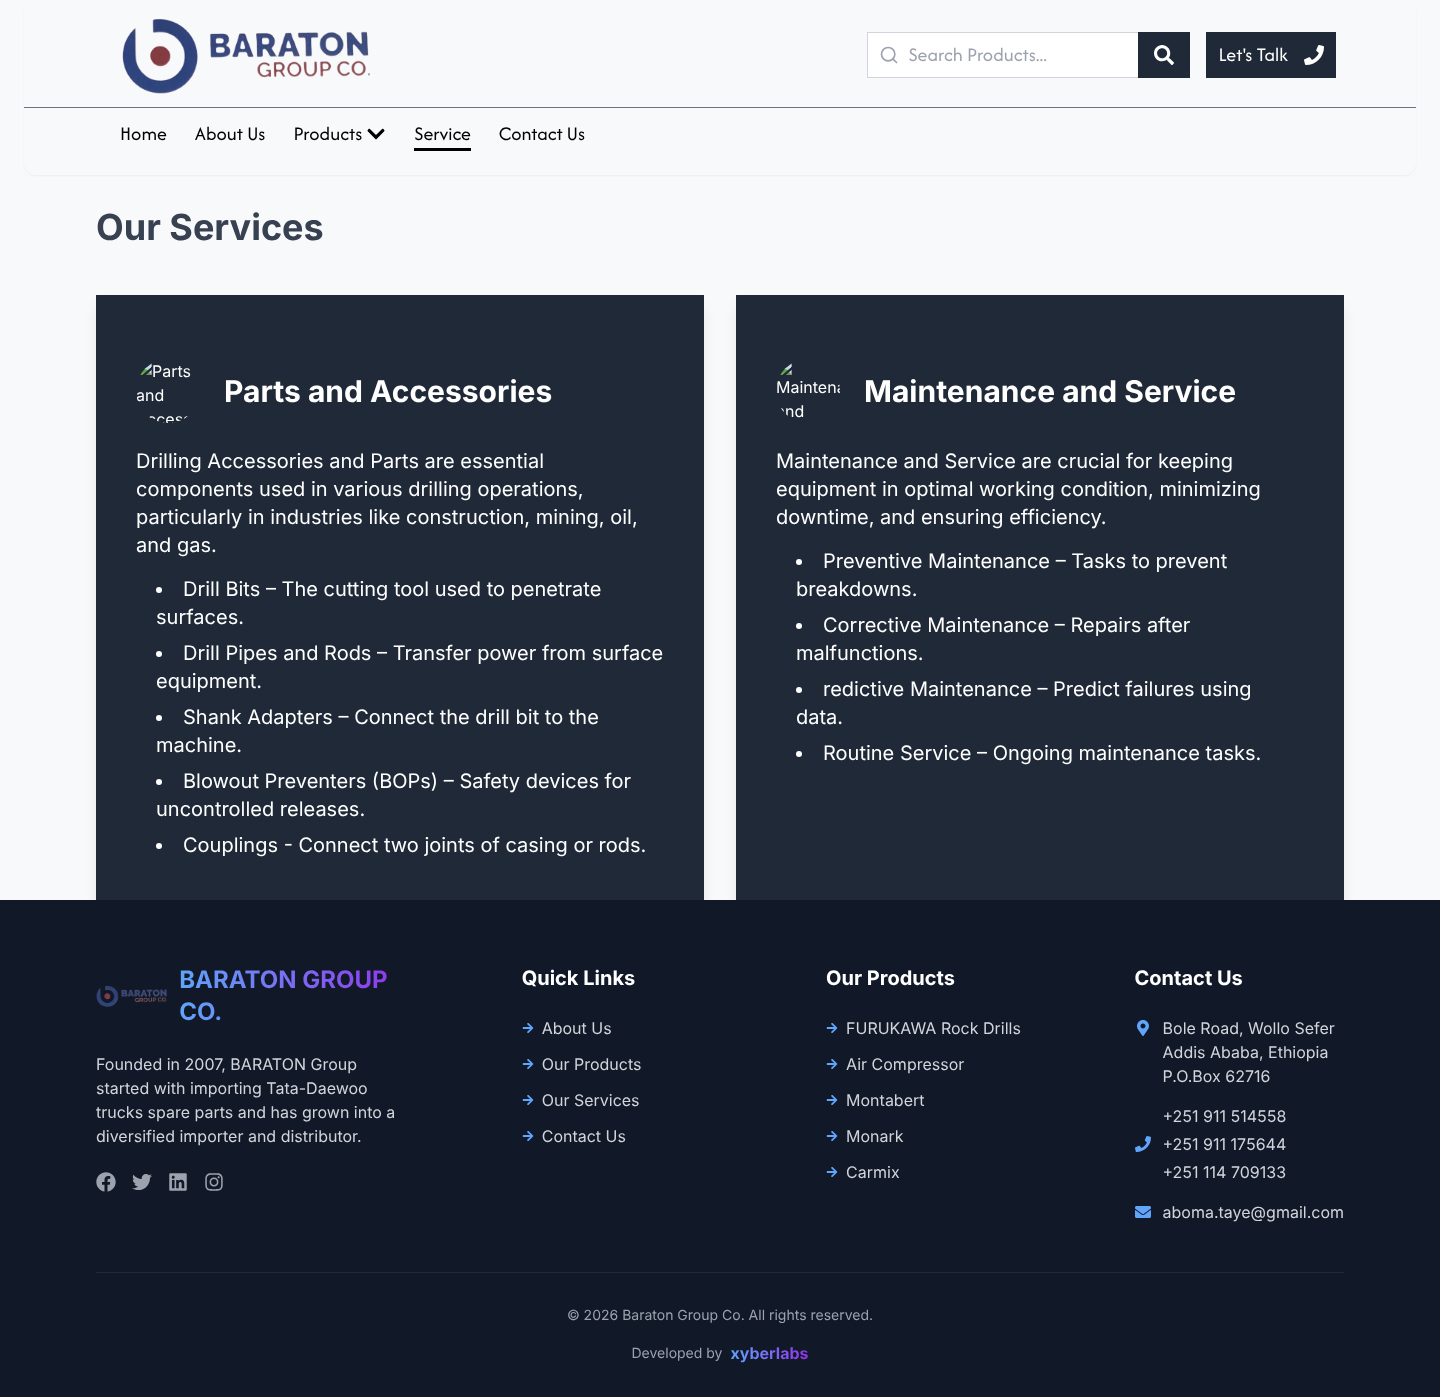 BARATON
GROUP CO.
Search Products...
Let's Talk
Home
About Us
Products
Service
Contact Us
Our Services
Parts
and
Parts and Accessories
Drilling Accessories and Parts are essential
components used in various drilling operations,
particularly in industries like construction, mining, oil,
and gas.
Drill Bits – The cutting tool used to penetrate
surfaces.
Drill Pipes and Rods – Transfer power from surface
equipment.
Shank Adapters – Connect the drill bit to the
machine.
Blowout Preventers (BOPs) – Safety devices for
uncontrolled releases.
Couplings - Connect two joints of casing or rods.
and
Maintenance and Service
Maintenance and Service are crucial for keeping
equipment in optimal working condition, minimizing
downtime, and ensuring efficiency.
Preventive Maintenance – Tasks to prevent
breakdowns.
Corrective Maintenance – Repairs after
malfunctions.
redictive Maintenance – Predict failures using
data.
Routine Service – Ongoing maintenance tasks.
BARATON
GROUP CO.
BARATON GROUP
CO.
Founded in 2007, BARATON Group
started with importing Tata-Daewoo
trucks spare parts and has grown into a
diversified importer and distributor.
Quick Links
About Us
Our Products
Our Services
Contact Us
Our Products
FURUKAWA Rock Drills
Air Compressor
Montabert
Monark
Carmix
Contact Us
Bole Road, Wollo Sefer
Addis Ababa, Ethiopia
P.O.Box 62716
+251 911 514558
+251 911 175644
+251 114 709133
aboma.taye@gmail.com
© 2026 Baraton Group Co. All rights reserved.
Developed by xyberlabs